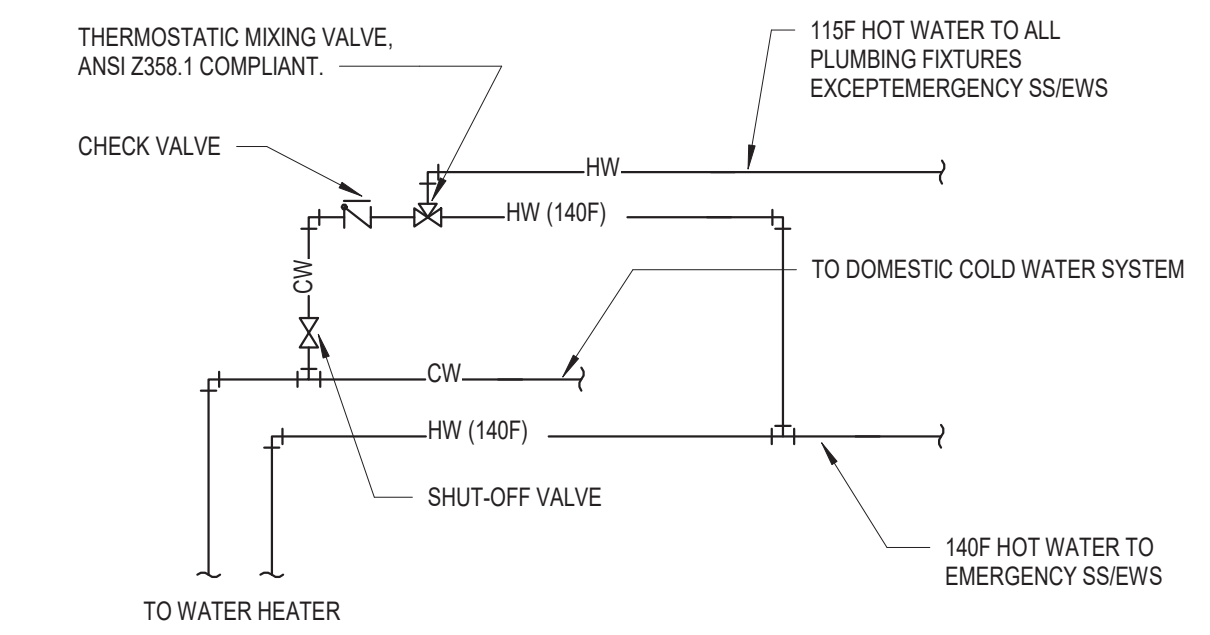 THERMOSTATIC MIXING VALVE,
ANSI Z358.1 COMPLIANT.
115F HOT WATER TO ALL
PLUMBING FIXTURES
EXCEPTEMERGENCY SS/EWS
CHECK VALVE
HW
HW (140F)
CW
TO DOMESTIC COLD WATER SYSTEM
CW
HW (140F)
SHUT-OFF VALVE
140F HOT WATER TO
EMERGENCY SS/EWS
TO WATER HEATER